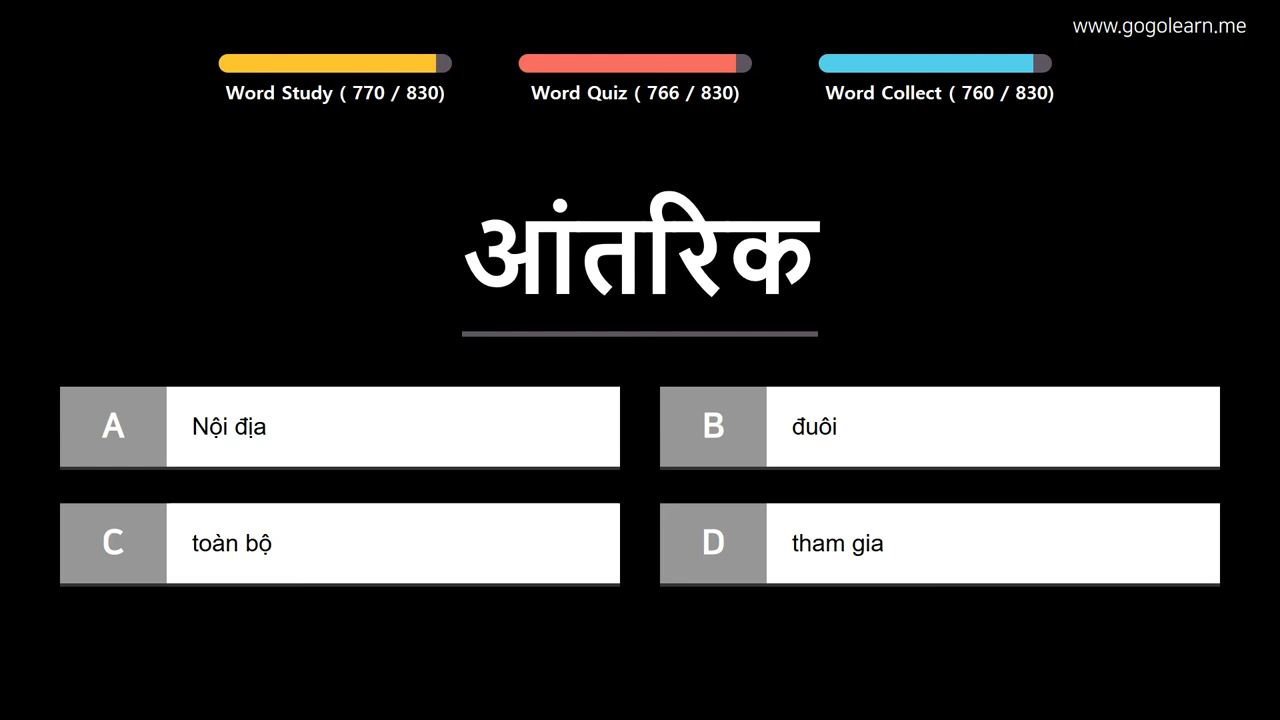 www.gogolearn.me
Word Study ( 770 / 830)
Word Quiz ( 766 / 830)
Word Collect ( 760 / 830)
आंतरिक
A
Nội địa
B
đuôi
C
toàn bộ
D
tham gia